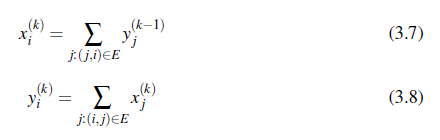 x_i^{(k)} = \sum_{j:(j,i)\in E} y_j^{(k-1)} (3.7)
y_i^{(k)} = \sum_{j:(i,j)\in E} x_j^{(k)} (3.8)